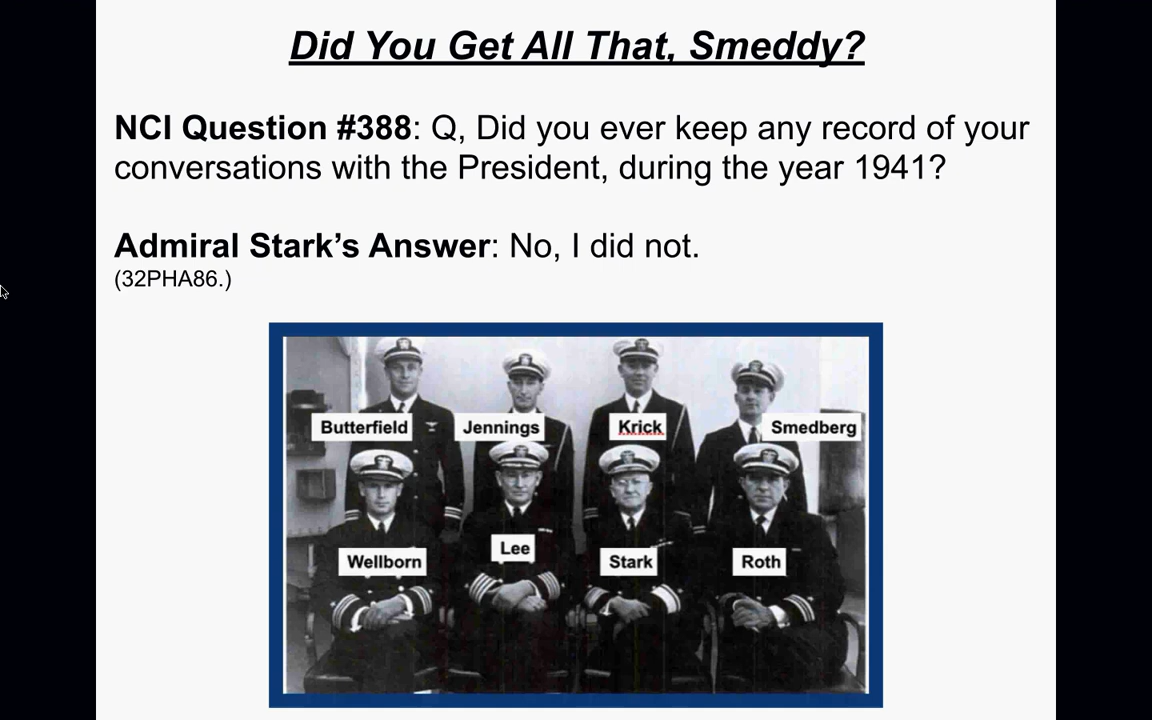 Did You Get All That, Smeddy?
NCI Question #388: Q, Did you ever keep any record of your
conversations with the President, during the year 1941?
Admiral Stark’s Answer: No, I did not.
(32PHA86.)
Butterfield Jennings Krick Smedberg
Wellborn Lee Stark Roth